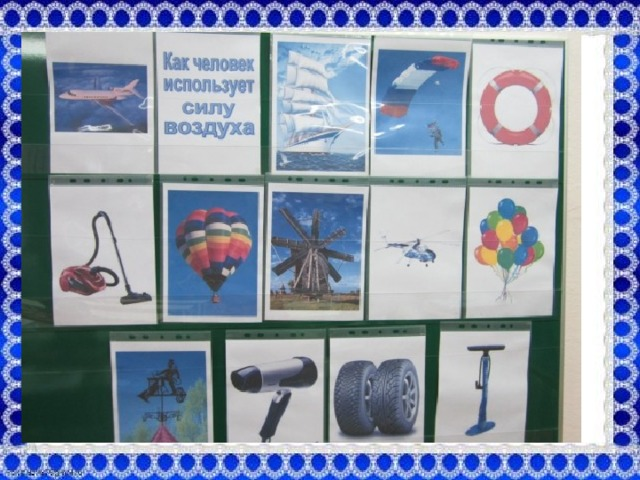 Как человек
использует
силу
воздуха